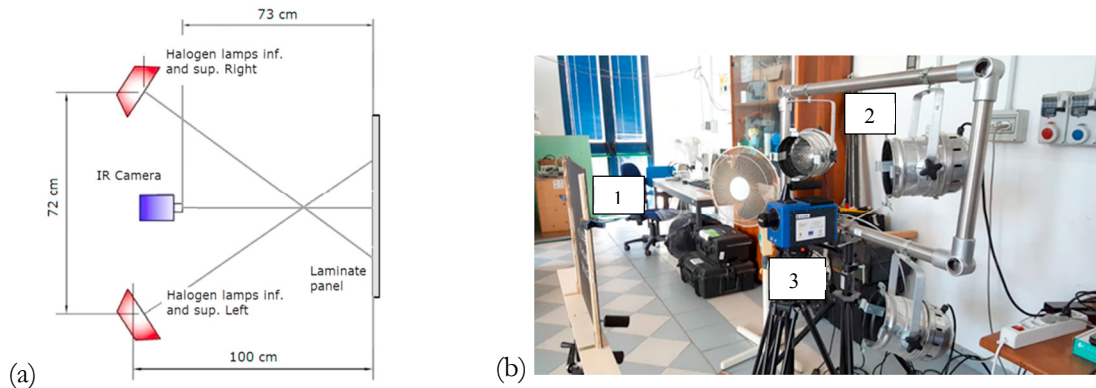 73 cm
Halogen lamps inf.
and sup. Right
IR Camera
72 cm
Laminate
panel
Halogen lamps inf.
and sup. Left
100 cm
(a)
1
2
3
(b)